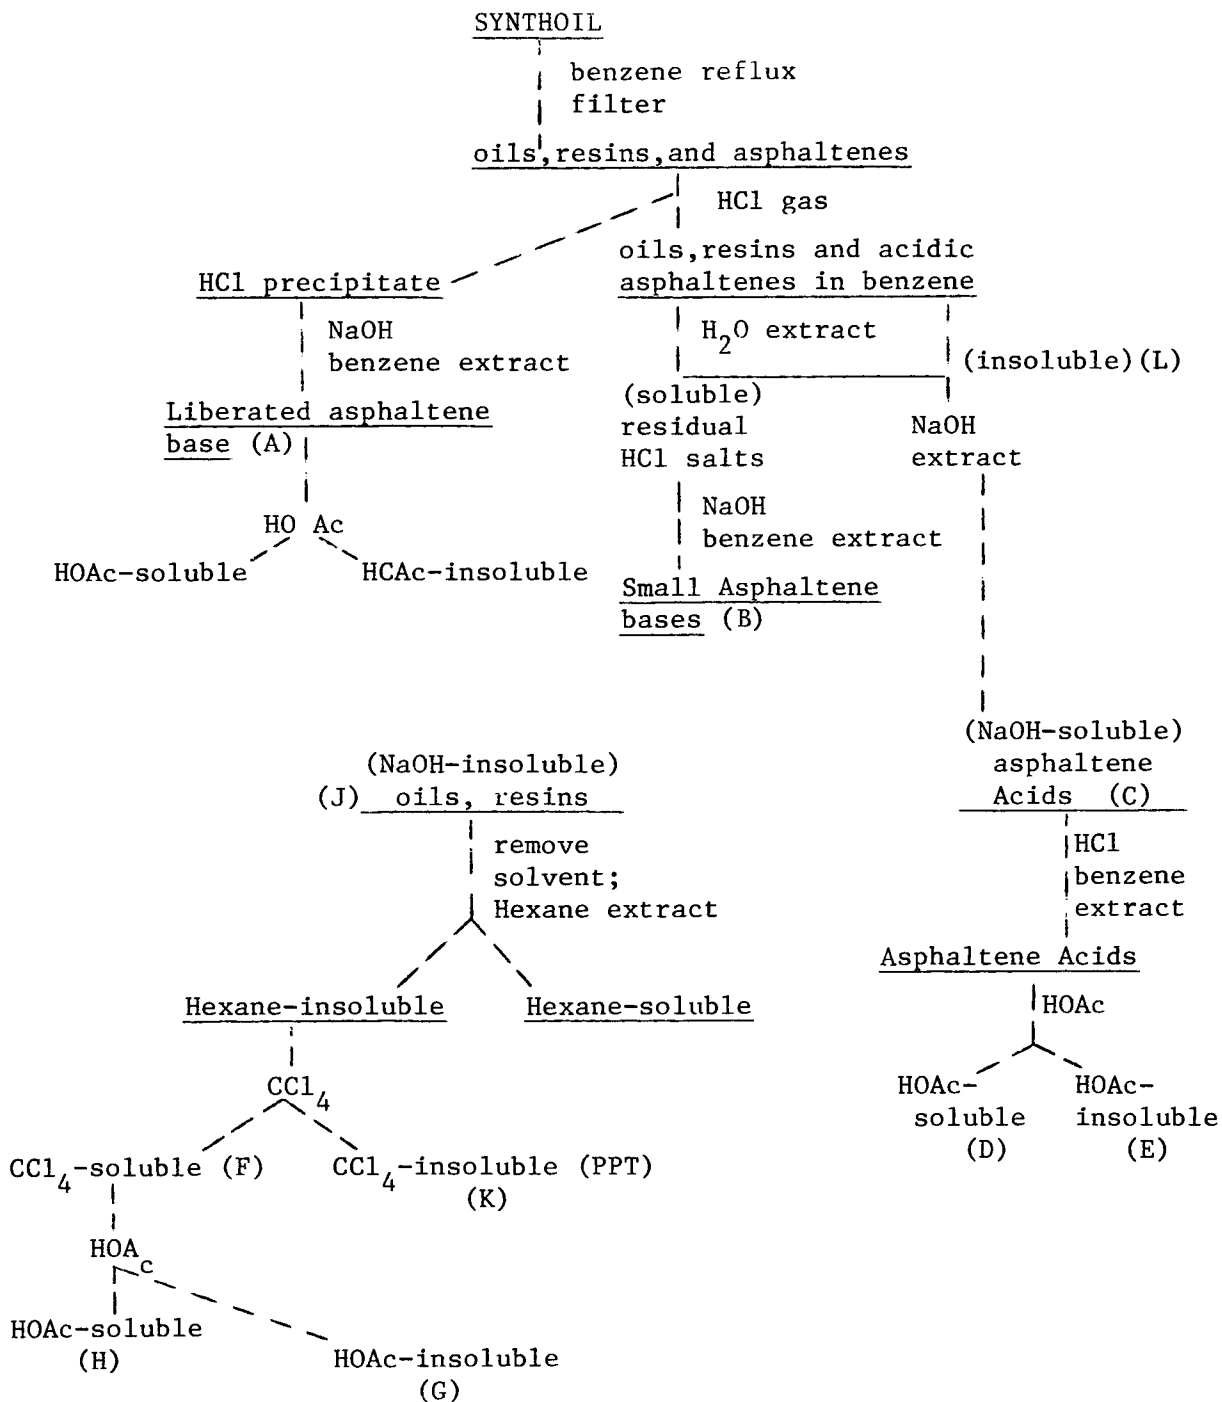 SYNTHOIL
benzene reflux
filter
oils,resins,and asphaltenes
HCl gas
oils,resins and acidic
asphaltenes in benzene
HCl precipitate
NaOH
benzene extract
H2O extract
(insoluble)(L)
Liberated asphaltene
base (A)
(soluble)
residual
HCl salts
NaOH
extract
HO Ac
HOAc-soluble
HCAc-insoluble
NaOH
benzene extract
Small Asphaltene
bases (B)
(NaOH-soluble)
asphaltene
Acids (C)
(NaOH-insoluble)
(J) oils, resins
remove
solvent;
Hexane extract
HCl
benzene
extract
Asphaltene Acids
Hexane-insoluble
Hexane-soluble
HOAc
HOAc-
soluble
(D)
HOAc-
insoluble
(E)
CCl4
CCl4-soluble (F)
CCl4-insoluble (PPT)
(K)
HOAc
HOAc-soluble
(H)
HOAc-insoluble
(G)